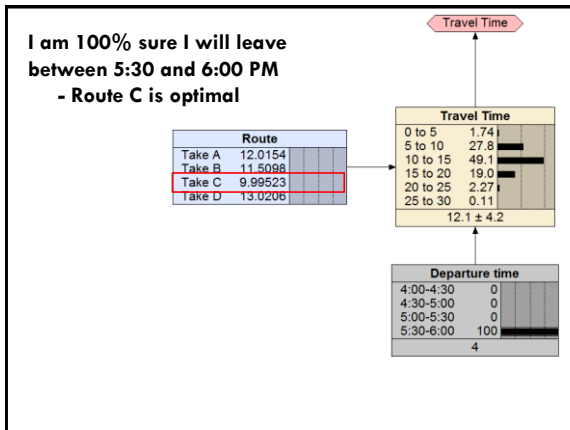 I am 100% sure I will leave
between 5:30 and 6:00 PM
- Route C is optimal
Travel Time
Route
Take A 12.0154
Take B 11.5098
Take C 9.99523
Take D 13.0206
Travel Time
0 to 5 1.74
5 to 10 27.8
10 to 15 49.1
15 to 20 19.0
20 to 25 2.27
25 to 30 0.11
12.1 ± 4.2
Departure time
4:00-4:30 0
4:30-5:00 0
5:00-5:30 0
5:30-6:00 100
4